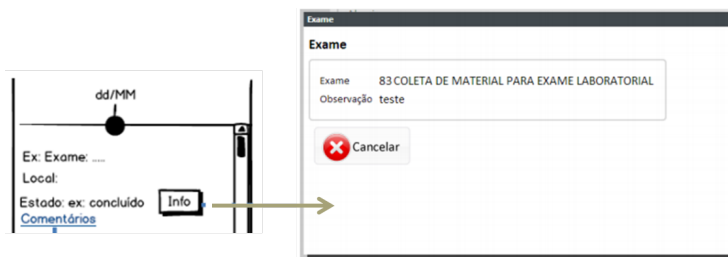 dd/MM
Ex: Exame: .....
Local:
Estado: ex: concluído
Info
Comentários
Exame
Exame
Exame 83 COLETA DE MATERIAL PARA EXAME LABORATORIAL
Observação teste
Cancelar